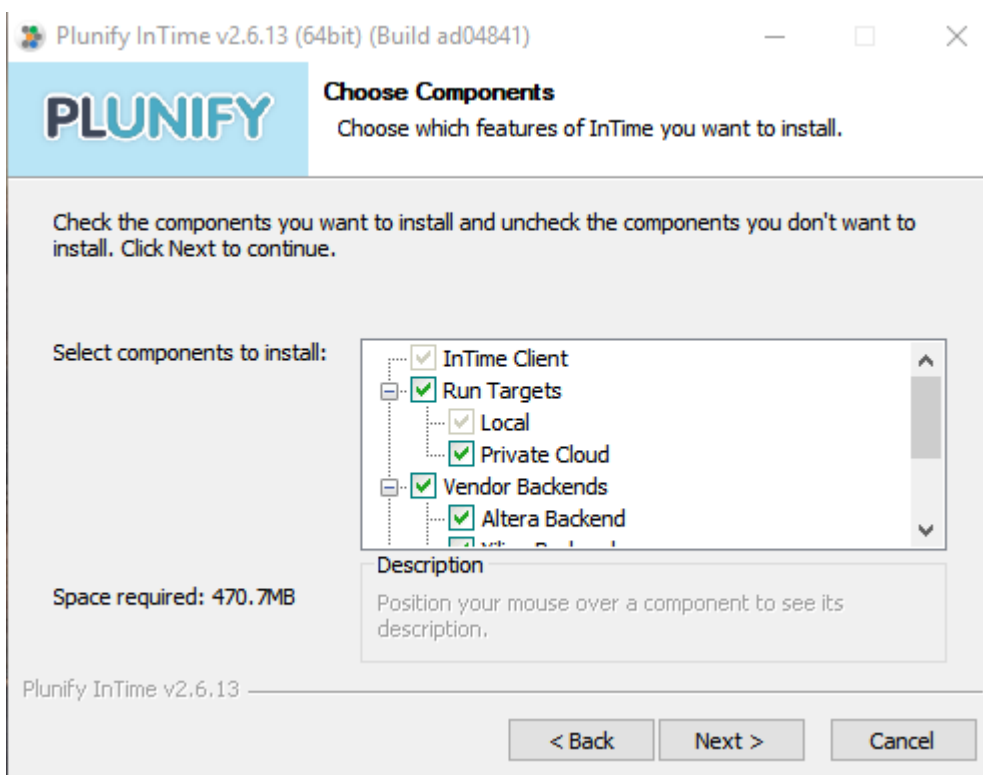 Plunify InTime v2.6.13 (64bit) (Build ad04841)
PLUNIFY
Choose Components
Choose which features of InTime you want to install.
Check the components you want to install and uncheck the components you don't want to
install. Click Next to continue.
Select components to install:
InTime Client
Run Targets
Local
Private Cloud
Vendor Backends
Altera Backend
Space required: 470.7MB
Description
Position your mouse over a component to see its
description.
Plunify InTime v2.6.13
< Back
Next >
Cancel